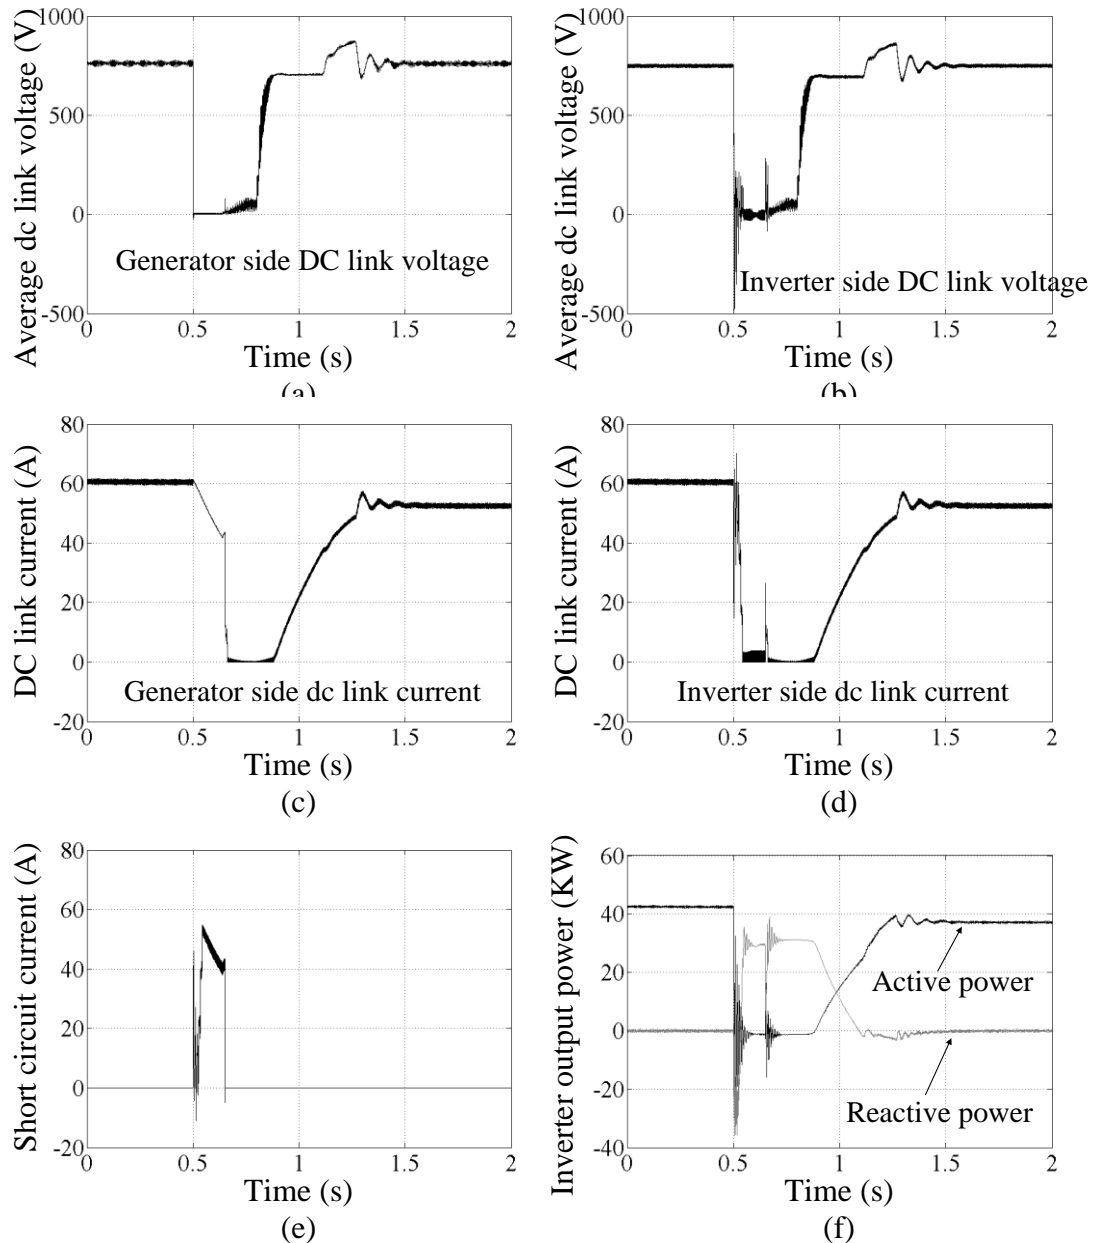 Average dc link voltage (V)
1000
500
0
-500
0 0.5 1 1.5 2
Generator side DC link voltage
Time (s)
(a)
Average dc link voltage (V)
1000
500
0
-500
0 0.5 1 1.5 2
Inverter side DC link voltage
Time (s)
(b)
DC link current (A)
80
60
40
20
0
-20
0 0.5 1 1.5 2
Generator side dc link current
Time (s)
(c)
DC link current (A)
80
60
40
20
0
-20
0 0.5 1 1.5 2
Inverter side dc link current
Time (s)
(d)
Short circuit current (A)
80
60
40
20
0
-20
0 0.5 1 1.5 2
Time (s)
(e)
Inverter output power (KW)
60
40
20
0
-20
-40
0 0.5 1 1.5 2
Active power
Reactive power
Time (s)
(f)